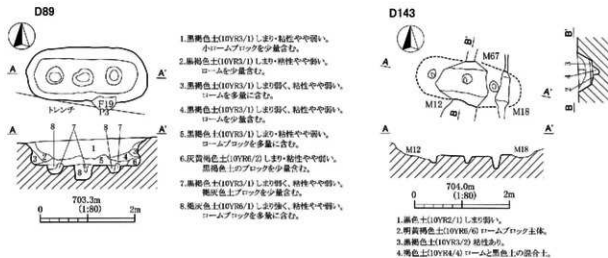 D89
A
A'
トレンチ
F19
P3
A
A'
8 7 8 7
1
3 2
5 4 3
6
8
703.3m
0 (1:80) 2m
1.黒褐色土(10YR3/1)しまり・粘性やや弱い。
小ロームブロックを少量含む。
2.黒褐色土(10YR3/1)しまり・粘性やや弱い。
ロームを少量含む。
3.黒褐色土(10YR3/1)しまり弱く、粘性やや弱い。
ロームを多量に含む。
4.黒褐色土(10YR3/1)しまり弱く、粘性やや弱い。
ロームを少量含む。
5.黒褐色土(10YR3/1)しまり・粘性やや弱い。
ロームブロックを多量に含む。
6.灰黄褐色土(10YR6/2)しまり・粘性やや弱い。
黒褐色土のブロックを少量含む。
7.黒褐色土(10YR3/1)しまり弱く、粘性やや弱い。
褐灰色土ブロックを少量含む。
8.褐灰色土(10YR6/1)しまり強く、粘性やや弱い。
ロームブロックを多量に含む。
D143
B'
M67
A
A'
M12
M18
B
B'
B
A
A'
M12
M18
704.0m
0 (1:80) 2m
1.黒色土(10YR2/1)しまり弱い。
2.明黄褐色土(10YR6/6)ロームブロック主体。
3.黒褐色土(10YR3/2)粘性あり。
4.褐色土(10YR4/4)ロームと黒色土の混合土。